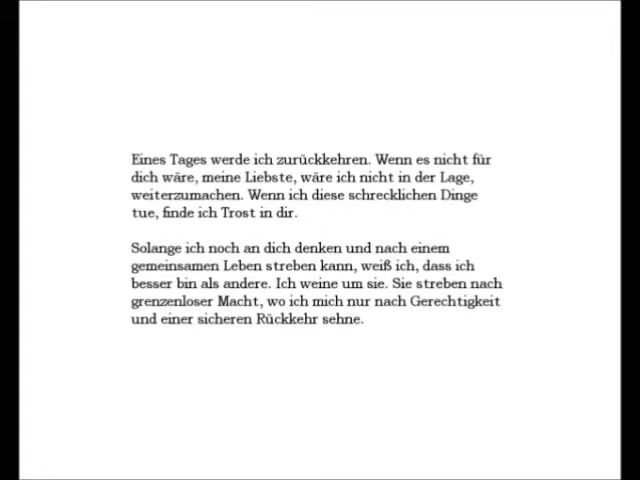 Eines Tages werde ich zurückkehren. Wenn es nicht für
dich wäre, meine Liebste, wäre ich nicht in der Lage,
weiterzumachen. Wenn ich diese schrecklichen Dinge
tue, finde ich Trost in dir.
Solange ich noch an dich denken und nach einem
gemeinsamen Leben streben kann, weiß ich, dass ich
besser bin als andere. Ich weine um sie. Sie streben nach
grenzenloser Macht, wo ich mich nur nach Gerechtigkeit
und einer sicheren Rückkehr sehne.